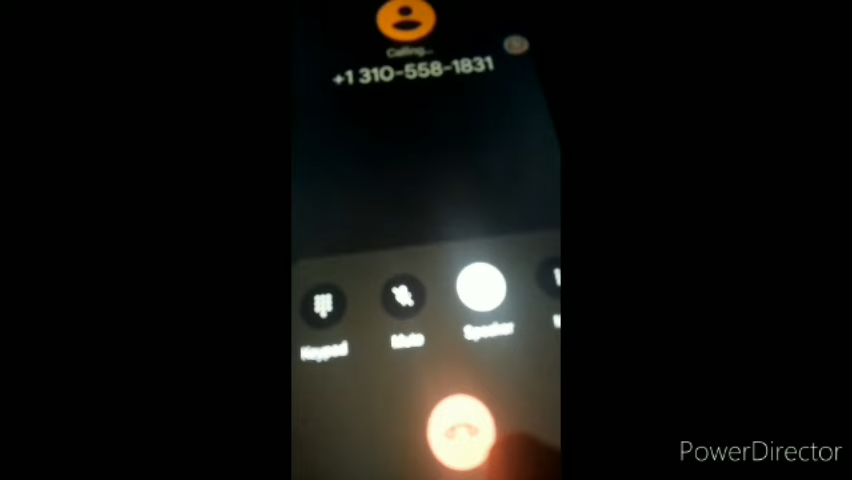 Calling...
+1 310-558-1831
Keypad
Mute
Speaker
PowerDirector